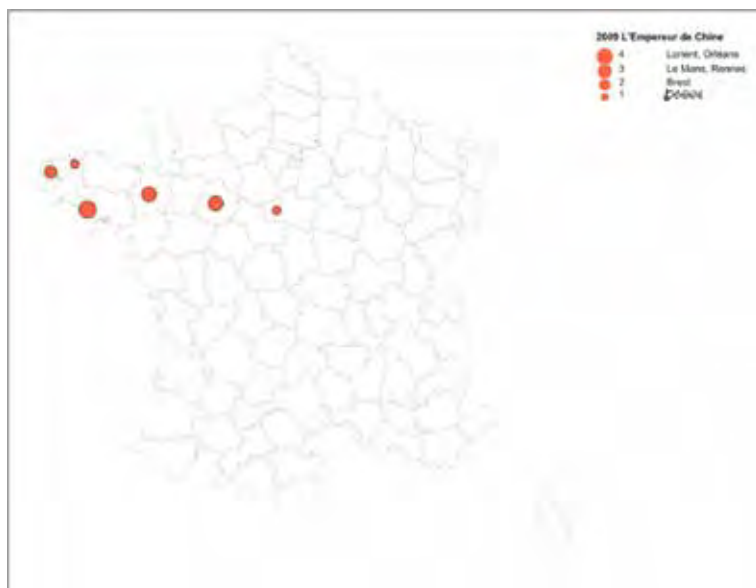 2009 L'Empereur de Chine
4 Lorient, Orléans
3 Le Mans, Rennes
2 Brest
1